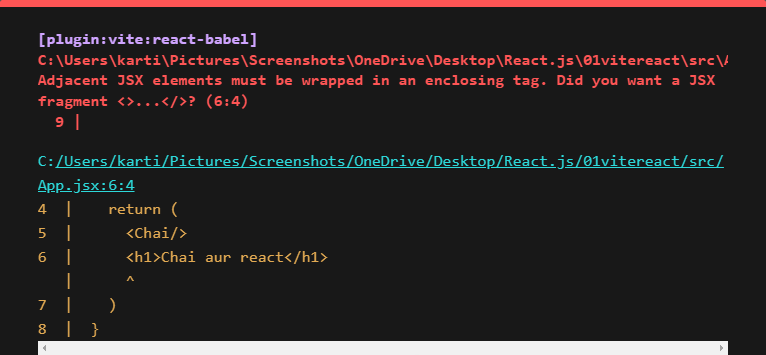 [plugin:vite:react-babel]
C:\Users\karti\Pictures\Screenshots\OneDrive\Desktop\React.js\01vitereact\src\
Adjacent JSX elements must be wrapped in an enclosing tag. Did you want a JSX
fragment <>...</>? (6:4)
  9 |
C:/Users/karti/Pictures/Screenshots/OneDrive/Desktop/React.js/01vitereact/src/
App.jsx:6:4
4  |    return (
5  |      <Chai/>
6  |      <h1>Chai aur react</h1>
   |      ^
7  |    )
8  |  }